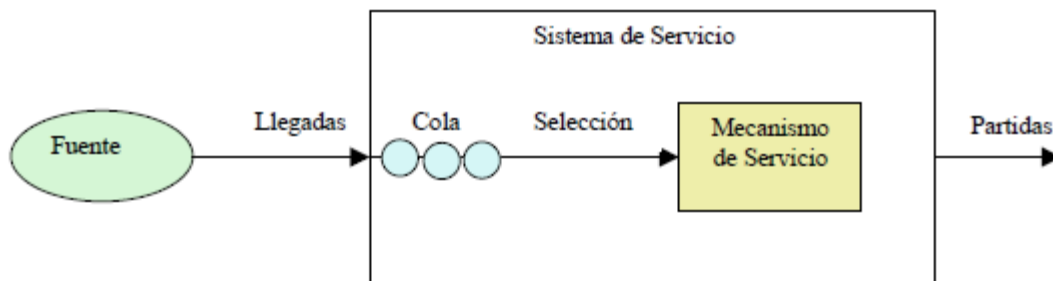 Sistema de Servicio
Fuente
Llegadas
Cola
Selección
Mecanismo
de Servicio
Partidas